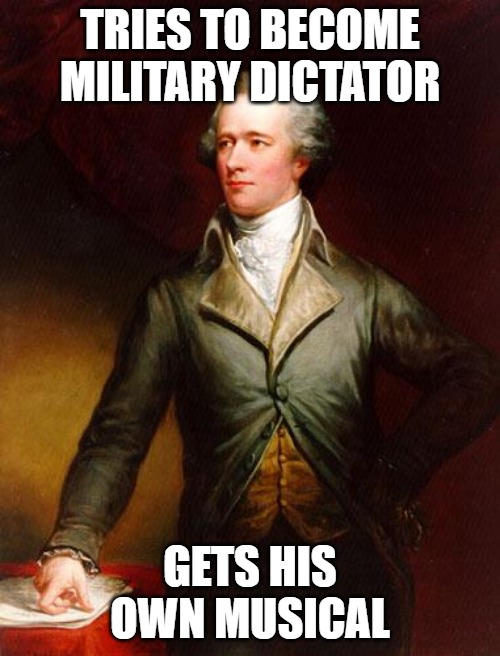 TRIES TO BECOME
MILITARY DICTATOR
GETS HIS
OWN MUSICAL